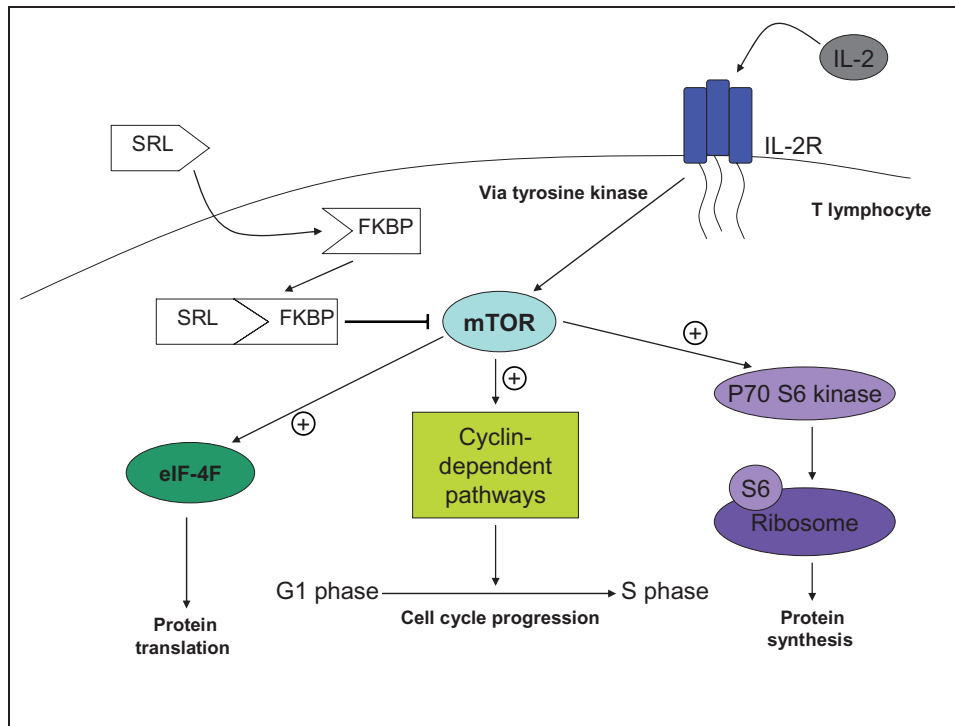 IL-2
SRL
IL-2R
Via tyrosine kinase
T lymphocyte
FKBP
SRL
FKBP
mTOR
+
+
+
P70 S6 kinase
eIF-4F
Cyclin-
dependent
pathways
S6
Ribosome
G1 phase
S phase
Cell cycle progression
Protein
translation
Protein
synthesis